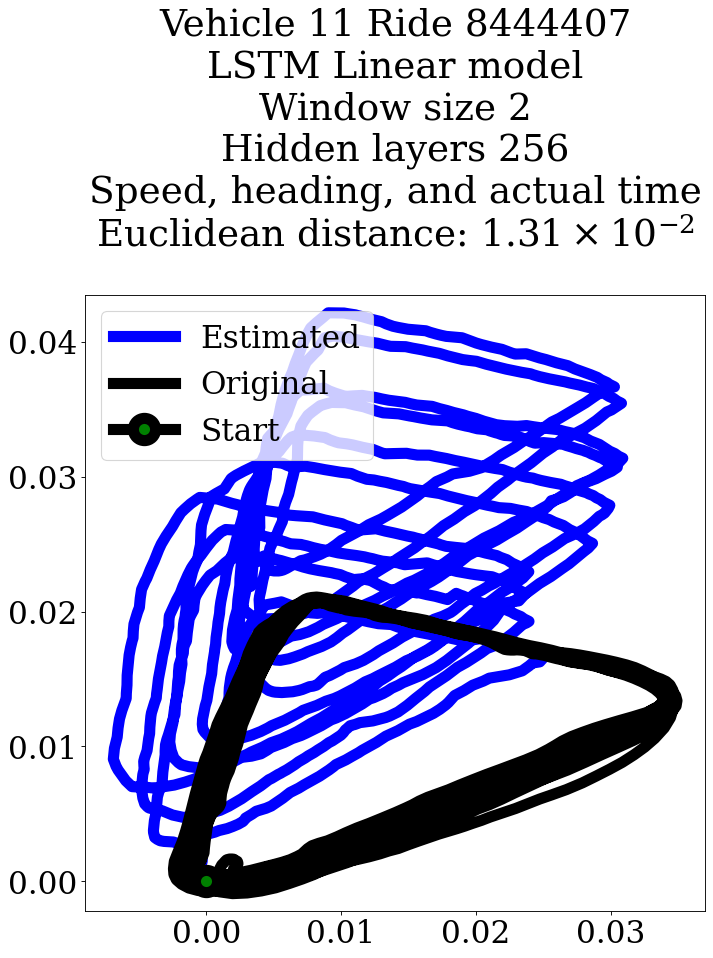 Vehicle 11 Ride 8444407
LSTM Linear model
Window size 2
Hidden layers 256
Speed, heading, and actual time
Euclidean distance: 1.31 × 10⁻²
Estimated
Original
Start
0.04
0.03
0.02
0.01
0.00
0.00 0.01 0.02 0.03